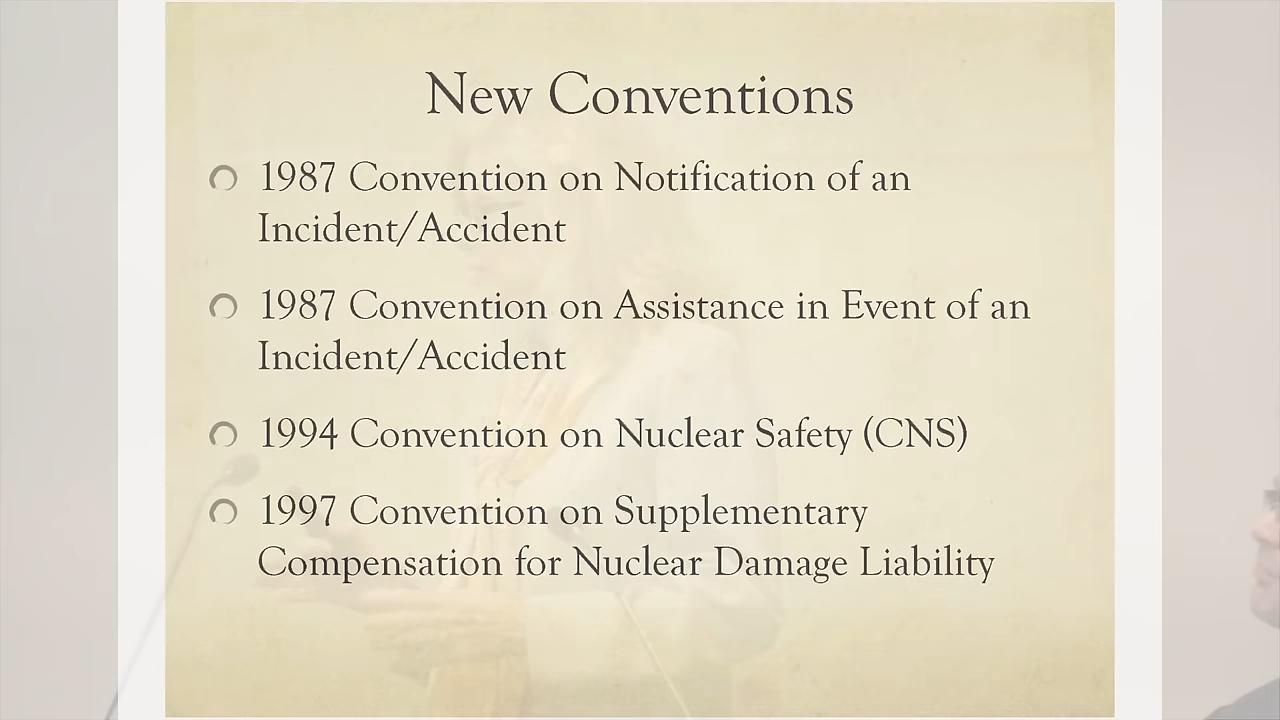 New Conventions
1987 Convention on Notification of an
Incident/Accident
1987 Convention on Assistance in Event of an
Incident/Accident
1994 Convention on Nuclear Safety (CNS)
1997 Convention on Supplementary
Compensation for Nuclear Damage Liability